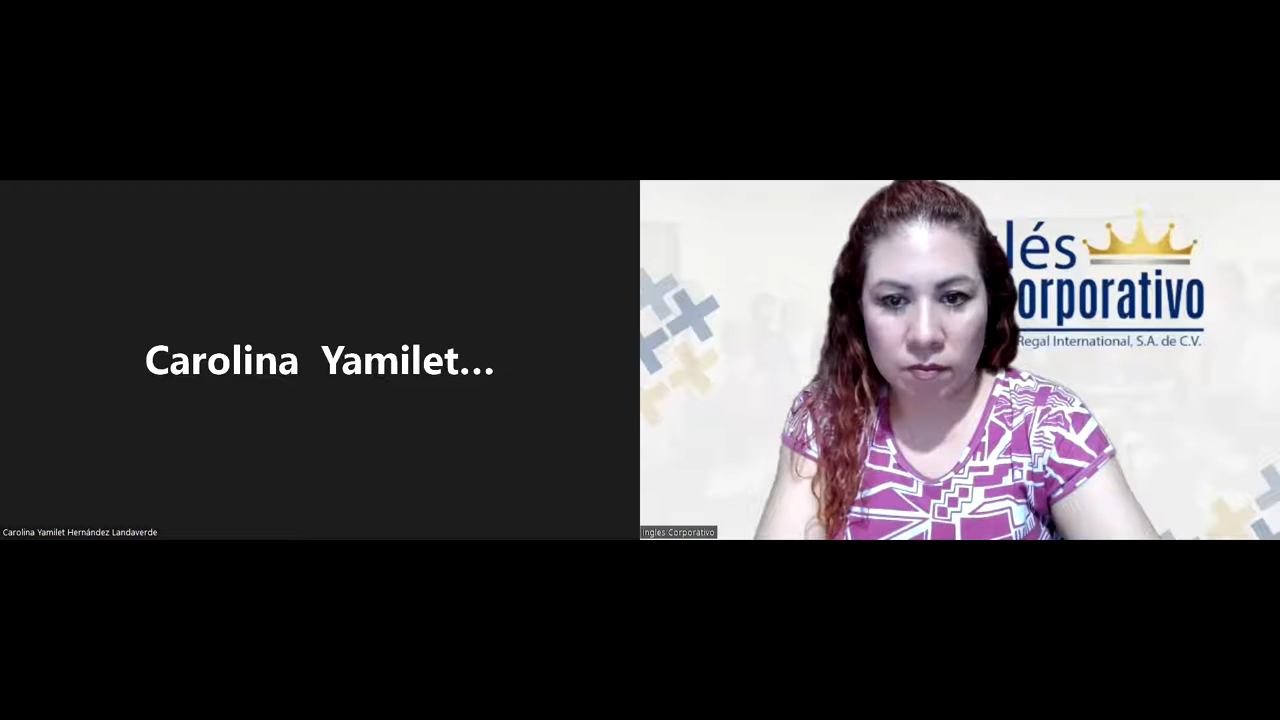 Carolina Yamilet...
Carolina Yamilet Hernández Landaverde
lés
orporativo
Regal International, S.A. de C.V.
Ingles Corporativo